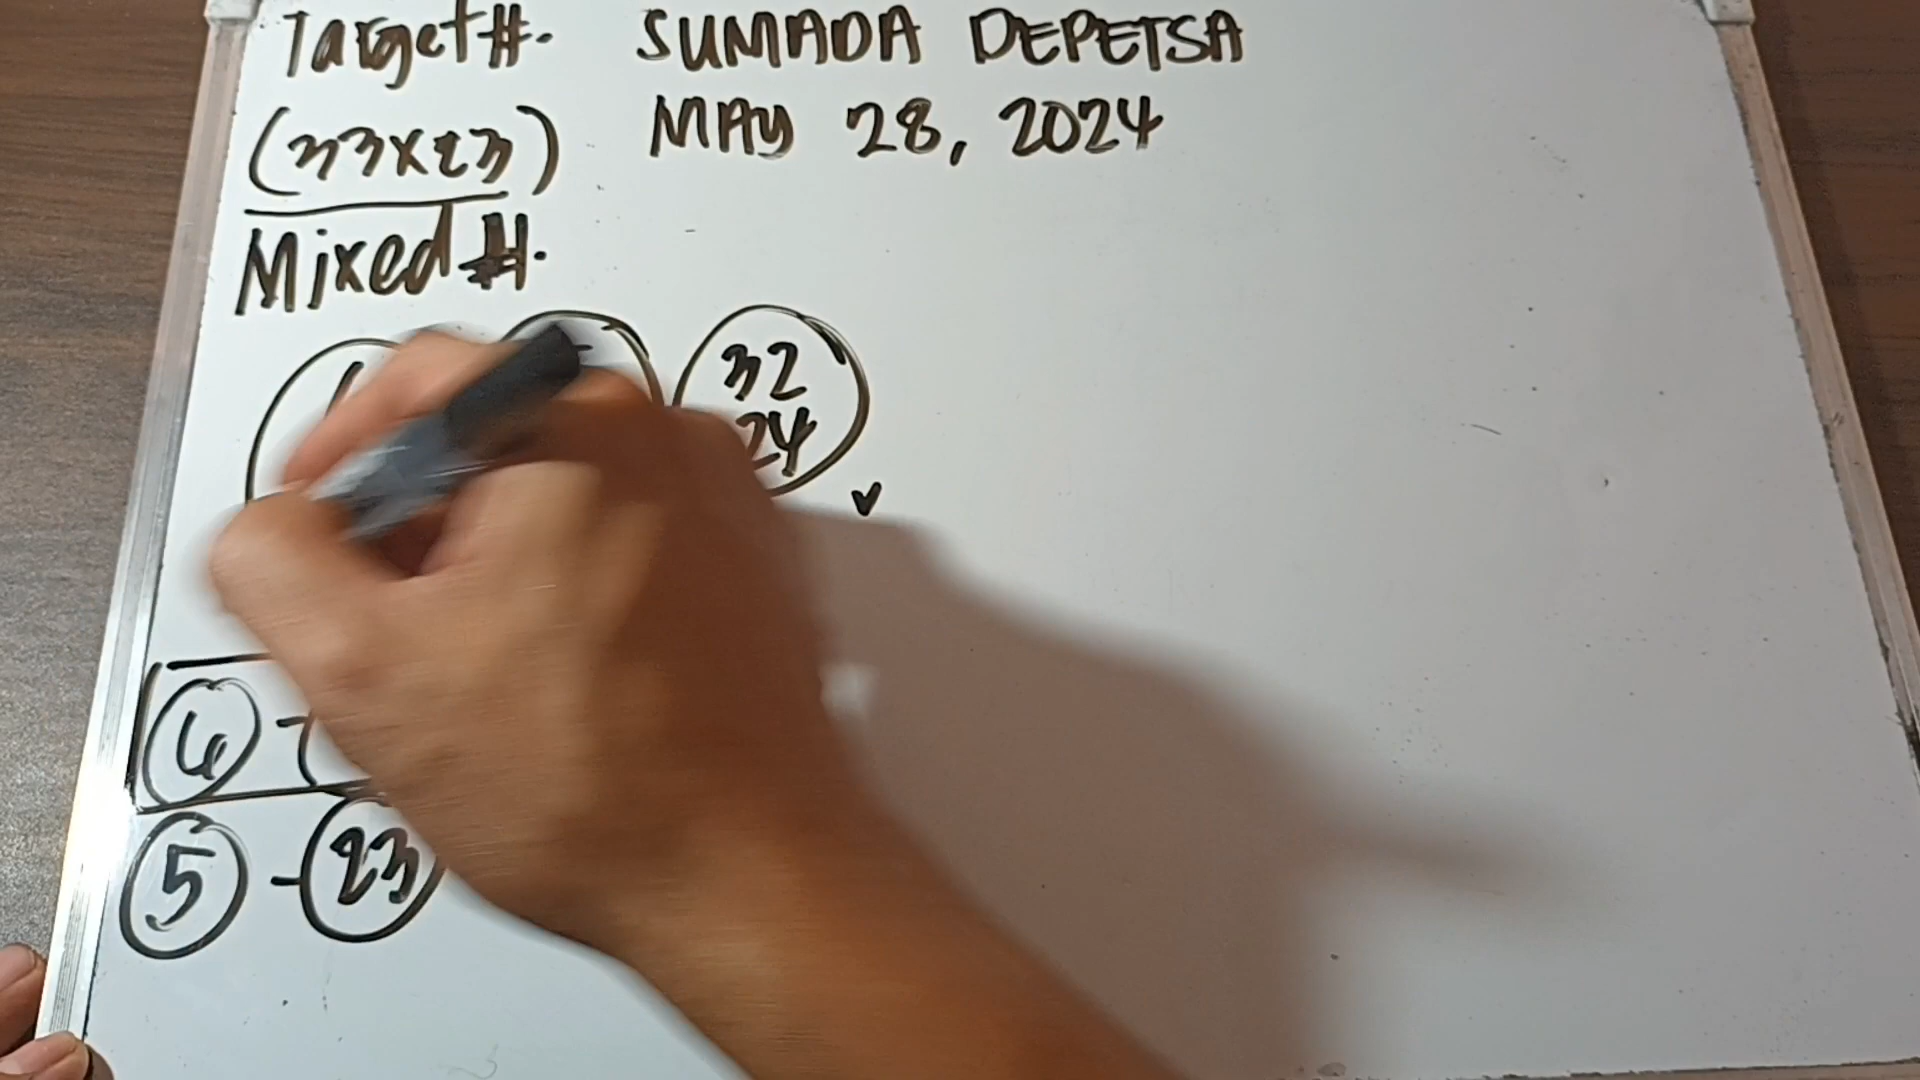 Target #. SUMADA DEPETSA
(33x23) MAY 28, 2024
Mixed #.
32
24
6 -
5 - 23